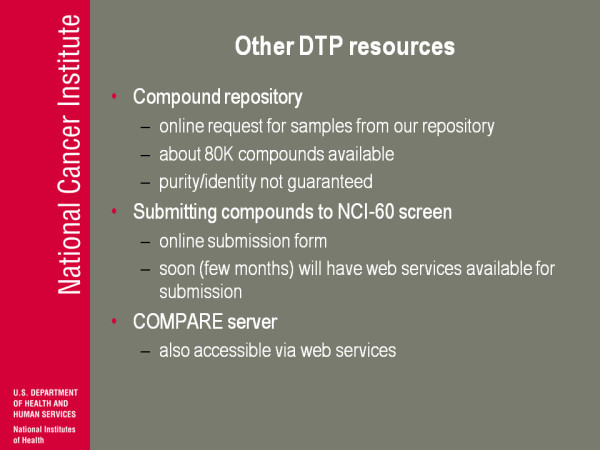 Other DTP resources
• Compound repository
– online request for samples from our repository
– about 80K compounds available
– purity/identity not guaranteed
• Submitting compounds to NCI-60 screen
– online submission form
– soon (few months) will have web services available for
submission
• COMPARE server
– also accessible via web services
National Cancer Institute
U.S. DEPARTMENT
OF HEALTH AND
HUMAN SERVICES
National Institutes
of Health